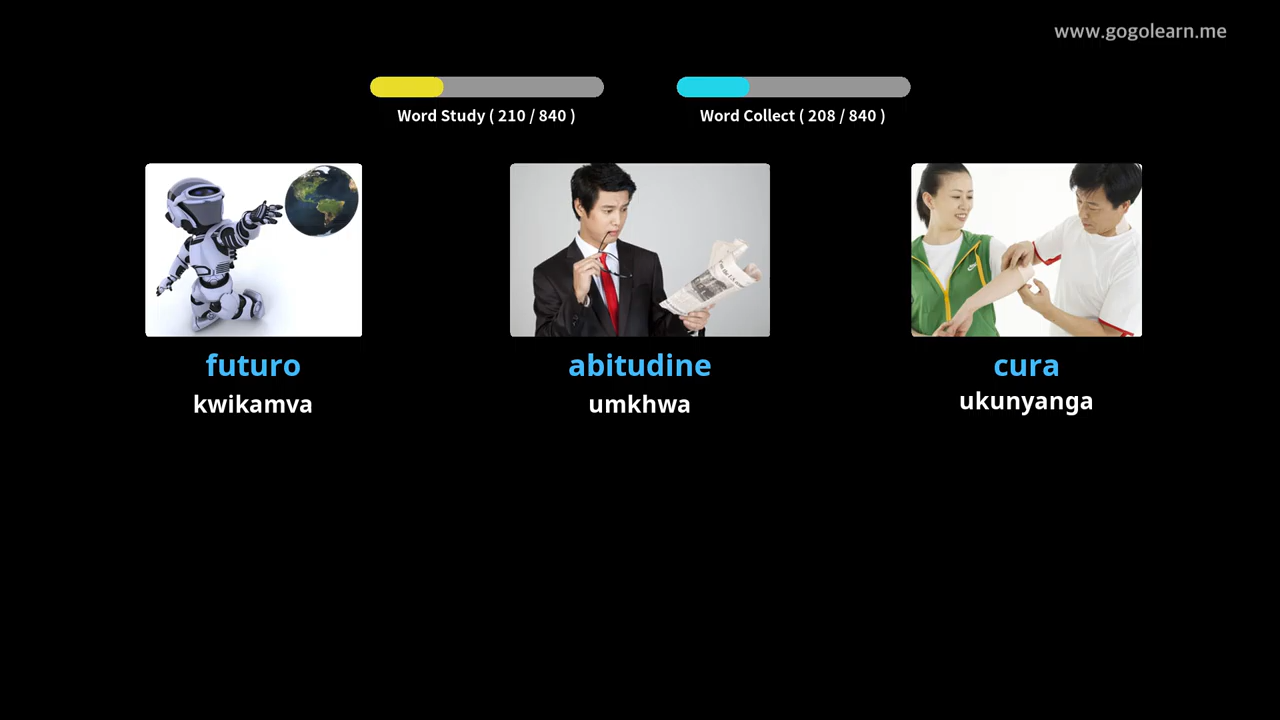 www.gogolearn.me
Word Study ( 210 / 840 )
Word Collect ( 208 / 840 )
futuro
kwikamva
abitudine
umkhwa
cura
ukunyanga